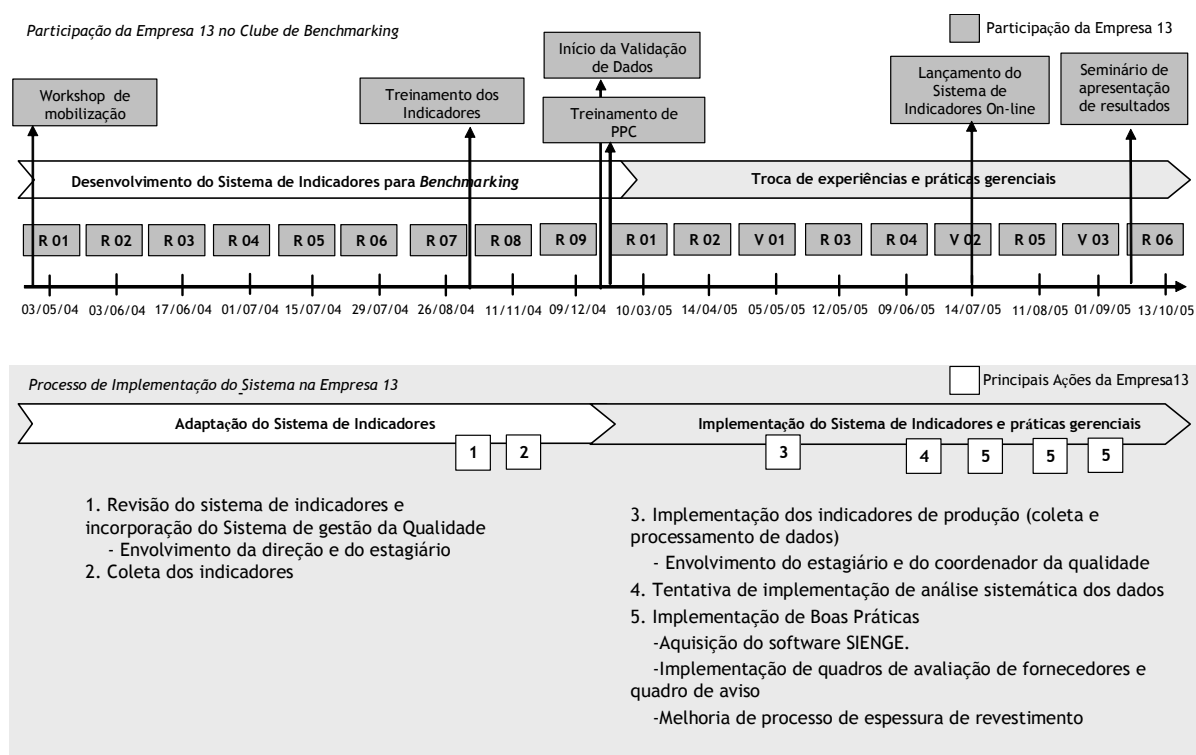 Participação da Empresa 13 no Clube de Benchmarking
Participação da Empresa 13
Workshop de
mobilização
Treinamento dos
Indicadores
Início da Validação
de Dados
Treinamento de
PPC
Lançamento do
Sistema de
Indicadores On-line
Seminário de
apresentação
de resultados
Desenvolvimento do Sistema de Indicadores para Benchmarking
Troca de experiências e práticas gerenciais
R 01 R 02 R 03 R 04 R 05 R 06 R 07 R 08 R 09 R 01 R 02 V 01 R 03 R 04 V 02 R 05 V 03 R 06
03/05/04 03/06/04 17/06/04 01/07/04 15/07/04 29/07/04 26/08/04 11/11/04 09/12/04 10/03/05 14/04/05 05/05/05 12/05/05 09/06/05 14/07/05 11/08/05 01/09/05 13/10/05
Processo de Implementação do Sistema na Empresa 13
Principais Ações da Empresa13
Adaptação do Sistema de Indicadores
Implementação do Sistema de Indicadores e práticas gerenciais
1 2 3 4 5 5 5
1. Revisão do sistema de indicadores e
incorporação do Sistema de gestão da Qualidade
- Envolvimento da direção e do estagiário
2. Coleta dos indicadores
3. Implementação dos indicadores de produção (coleta e
processamento de dados)
- Envolvimento do estagiário e do coordenador da qualidade
4. Tentativa de implementação de análise sistemática dos dados
5. Implementação de Boas Práticas
-Aquisição do software SIENGE.
-Implementação de quadros de avaliação de fornecedores e
quadro de aviso
-Melhoria de processo de espessura de revestimento